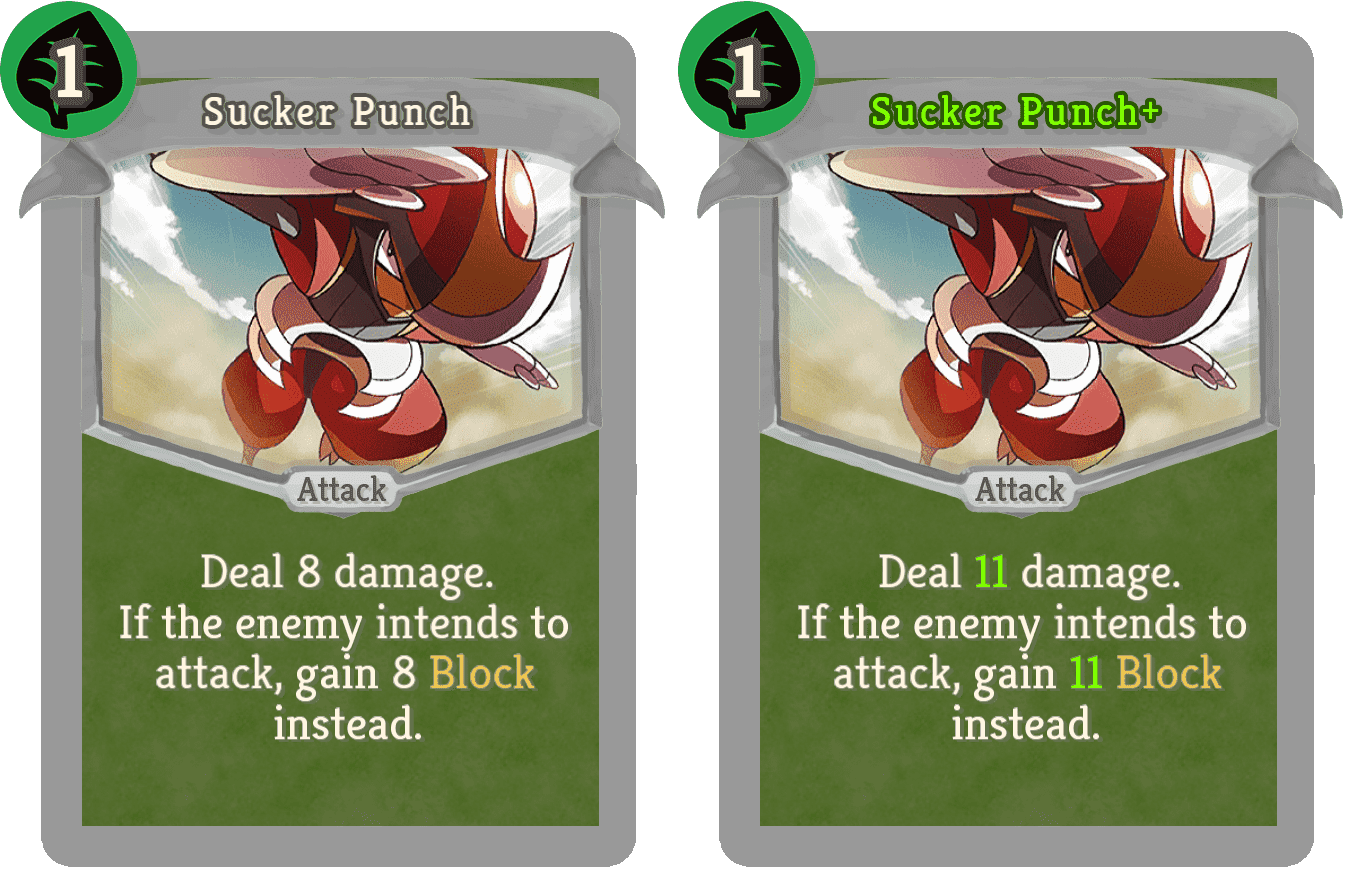 1
Sucker Punch
Attack
Deal 8 damage.
If the enemy intends to
attack, gain 8 Block
instead.
1
Sucker Punch+
Attack
Deal 11 damage.
If the enemy intends to
attack, gain 11 Block
instead.